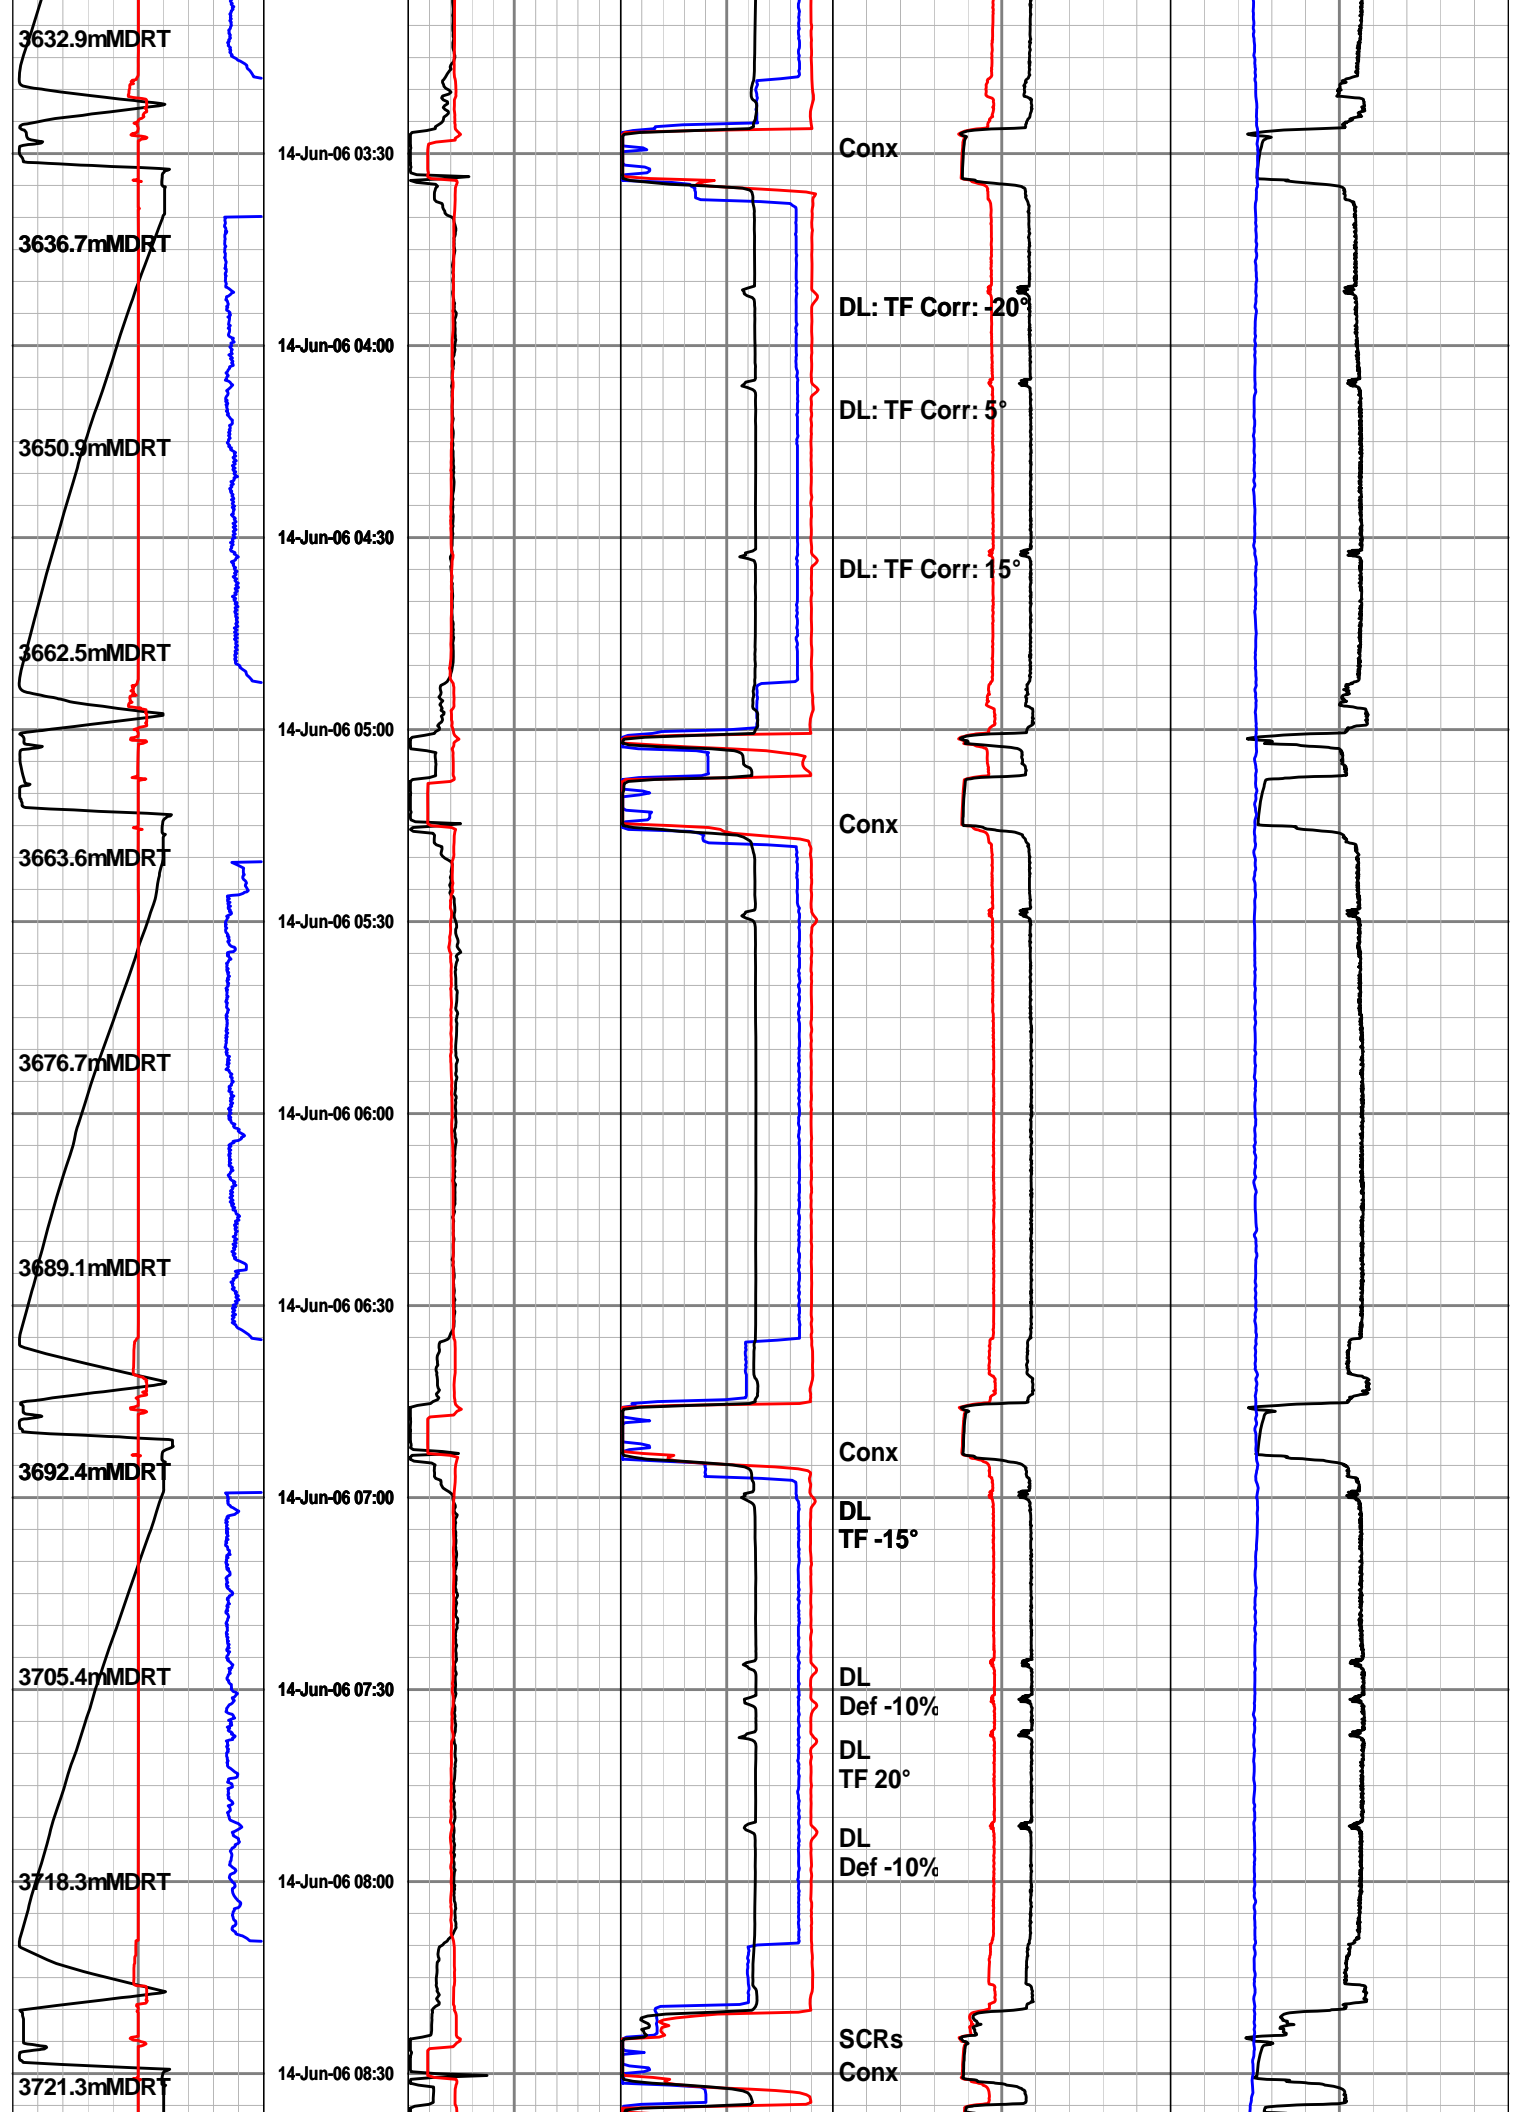 3632.9mMDRT
14-Jun-06 03:30
Conx
3636.7mMDRT
DL: TF Corr: -20°
14-Jun-06 04:00
DL: TF Corr: 5°
3650.9mMDRT
14-Jun-06 04:30
DL: TF Corr: 15°
3662.5mMDRT
14-Jun-06 05:00
Conx
3663.6mMDRT
14-Jun-06 05:30
3676.7mMDRT
14-Jun-06 06:00
3689.1mMDRT
14-Jun-06 06:30
Conx
3692.4mMDRT
14-Jun-06 07:00
DL
TF -15°
3705.4mMDRT
DL
14-Jun-06 07:30
Def -10%
DL
TF 20°
DL
Def -10%
3718.3mMDRT
14-Jun-06 08:00
SCRs
14-Jun-06 08:30
Conx
3721.3mMDRT